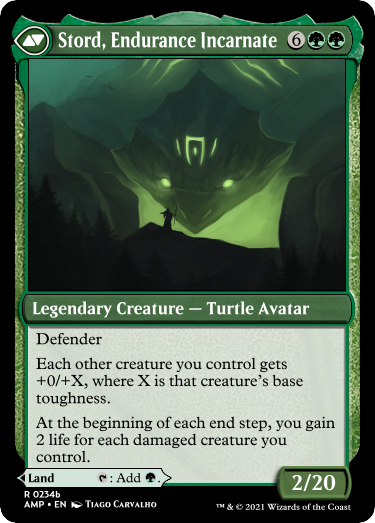 Stord, Endurance Incarnate 6
Legendary Creature — Turtle Avatar
Defender
Each other creature you control gets
+0/+X, where X is that creature's base
toughness.
At the beginning of each end step, you gain
2 life for each damaged creature you
control.
Land : Add .
2/20
R 0234b
AMP • EN Tiago Carvalho
™ & © 2021 Wizards of the Coast